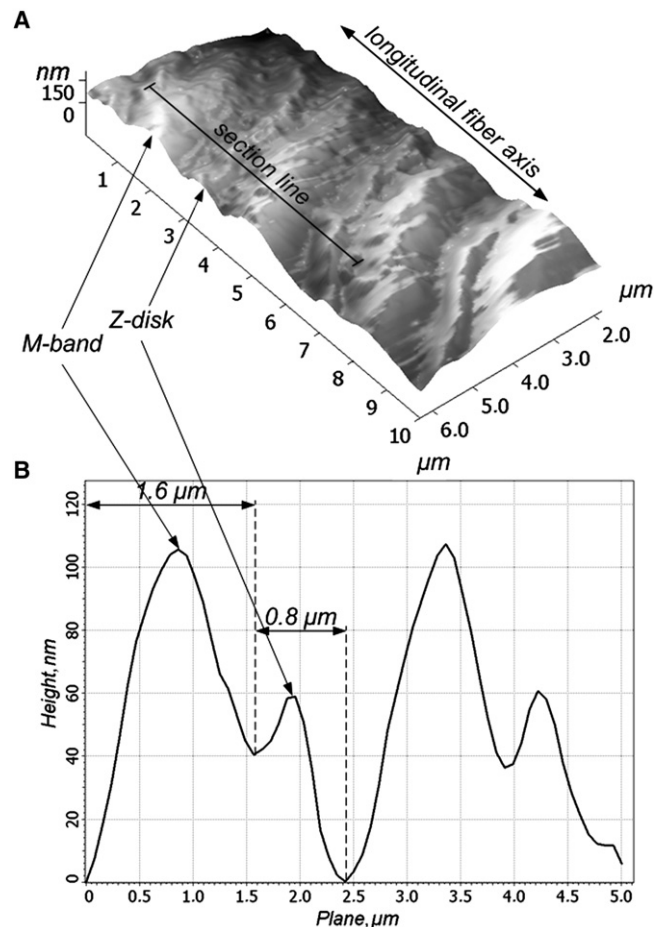 A
longitudinal fiber axis
nm
150
0
section line
1
2
3
4
5
6
7
8
9
10
μm
2.0
3.0
4.0
5.0
6.0
μm
M-band
Z-disk
B
1.6 μm
0.8 μm
Height, nm
120
100
80
60
40
20
0
0
0.5
1.0
1.5
2.0
2.5
3.0
3.5
4.0
4.5
5.0
Plane, μm